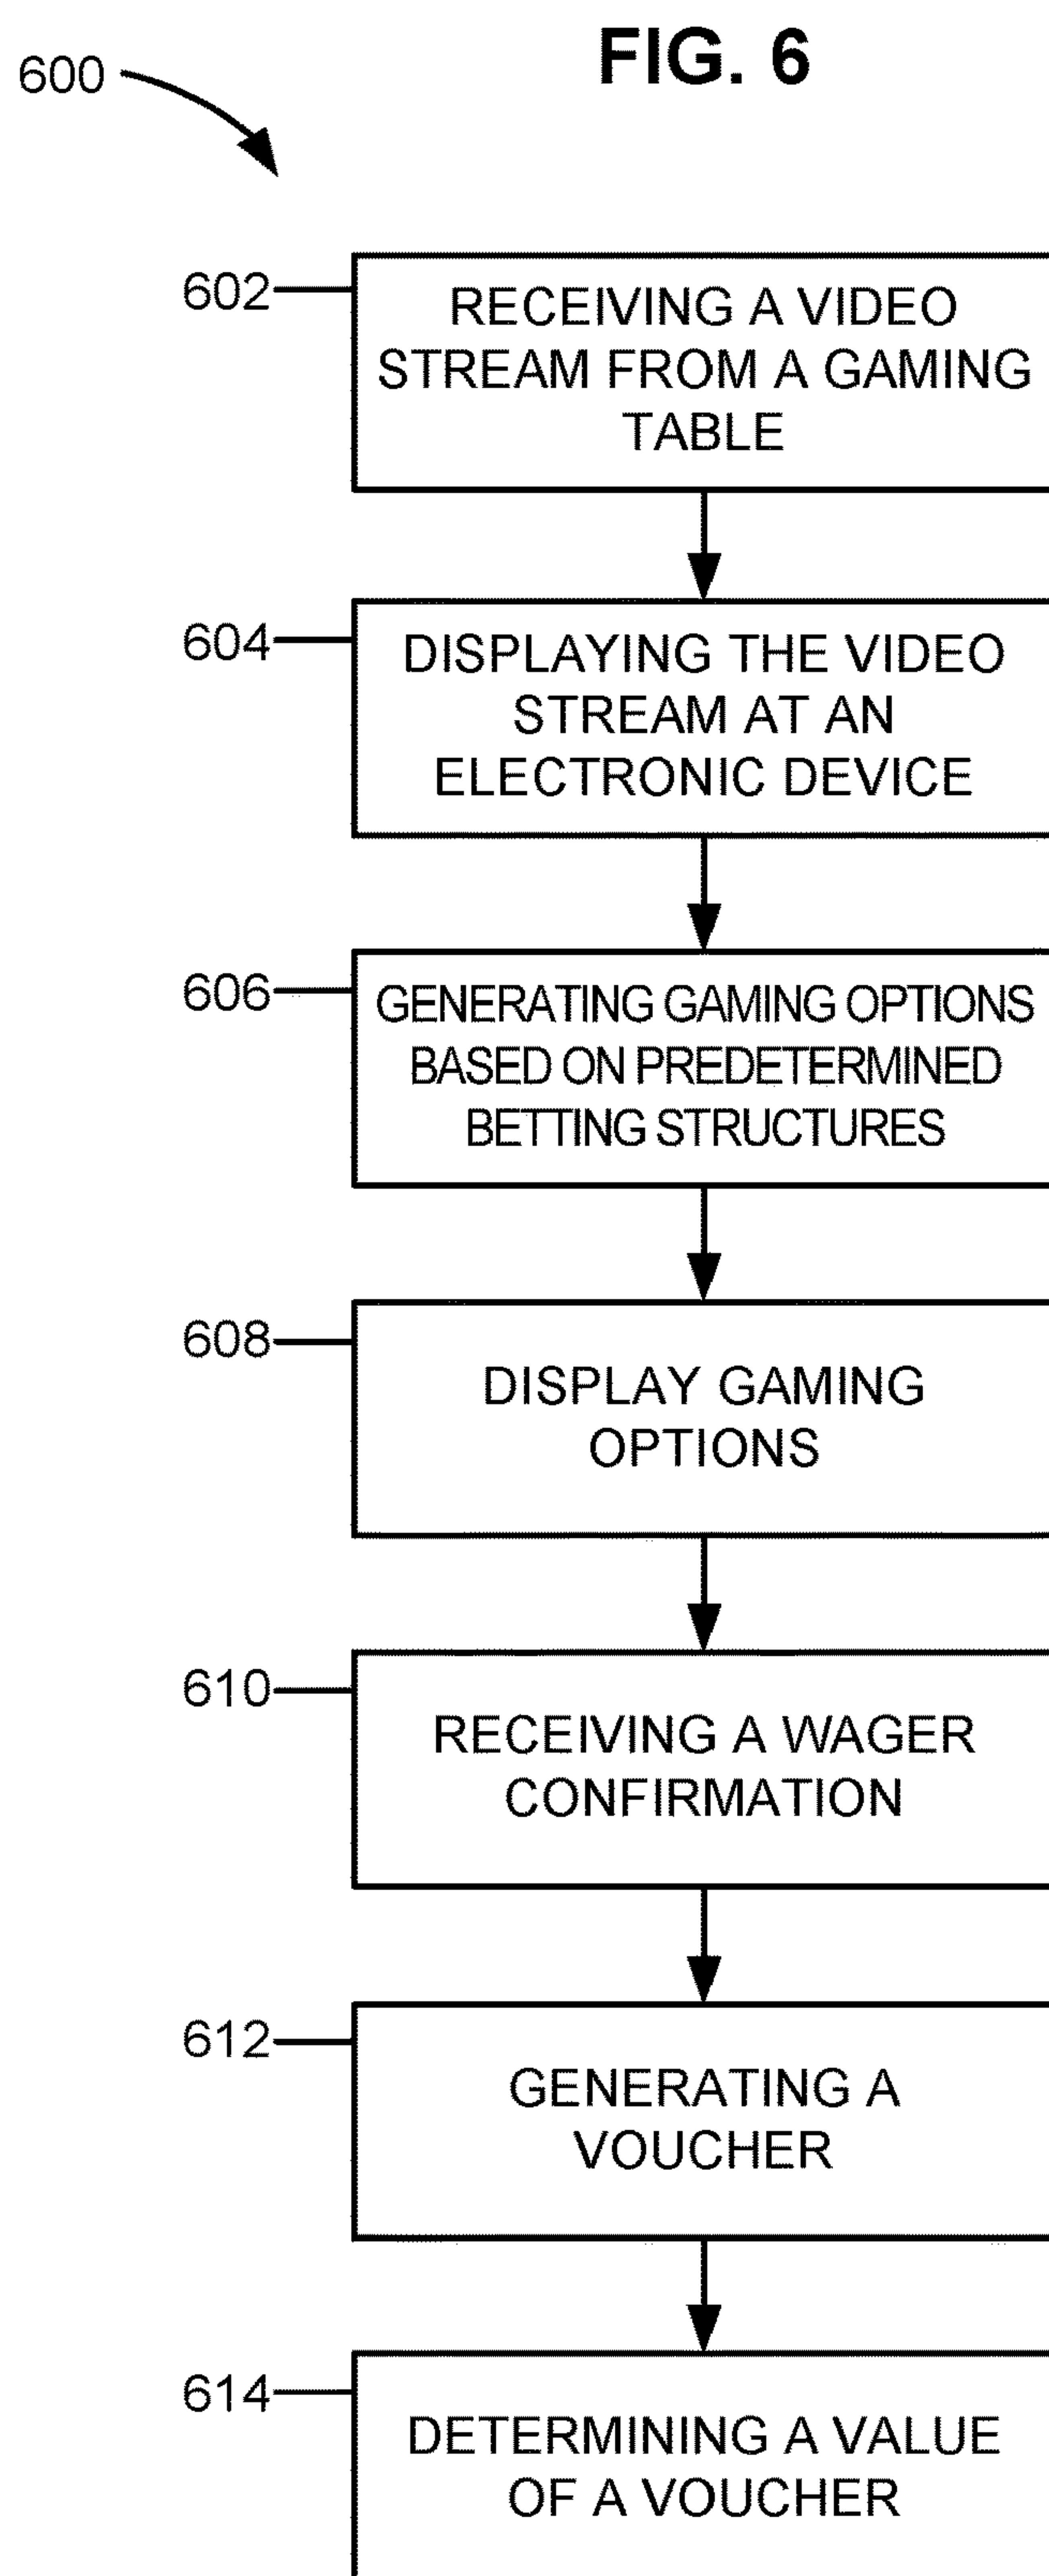 FIG. 6
600
602
RECEIVING A VIDEO
STREAM FROM A GAMING
TABLE
604
DISPLAYING THE VIDEO
STREAM AT AN
ELECTRONIC DEVICE
606
GENERATING GAMING OPTIONS
BASED ON PREDETERMINED
BETTING STRUCTURES
608
DISPLAY GAMING
OPTIONS
610
RECEIVING A WAGER
CONFIRMATION
612
GENERATING A
VOUCHER
614
DETERMINING A VALUE
OF A VOUCHER